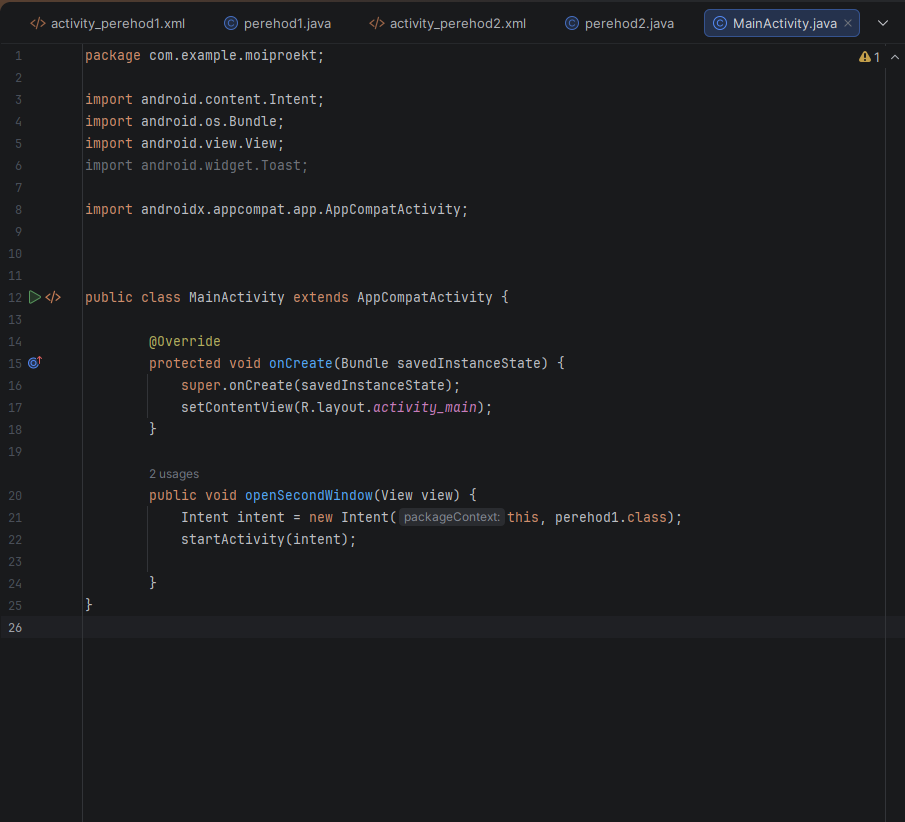 activity_perehod1.xml perehod1.java activity_perehod2.xml perehod2.java MainActivity.java
1 package com.example.moiproekt; 1
2
3 import android.content.Intent;
4 import android.os.Bundle;
5 import android.view.View;
6 import android.widget.Toast;
7
8 import androidx.appcompat.app.AppCompatActivity;
9
10
11
12 public class MainActivity extends AppCompatActivity {
13
14 @Override
15 protected void onCreate(Bundle savedInstanceState) {
16 super.onCreate(savedInstanceState);
17 setContentView(R.layout.activity_main);
18 }
19
2 usages
20 public void openSecondWindow(View view) {
21 Intent intent = new Intent( packageContext: this, perehod1.class);
22 startActivity(intent);
23
24 }
25 }
26